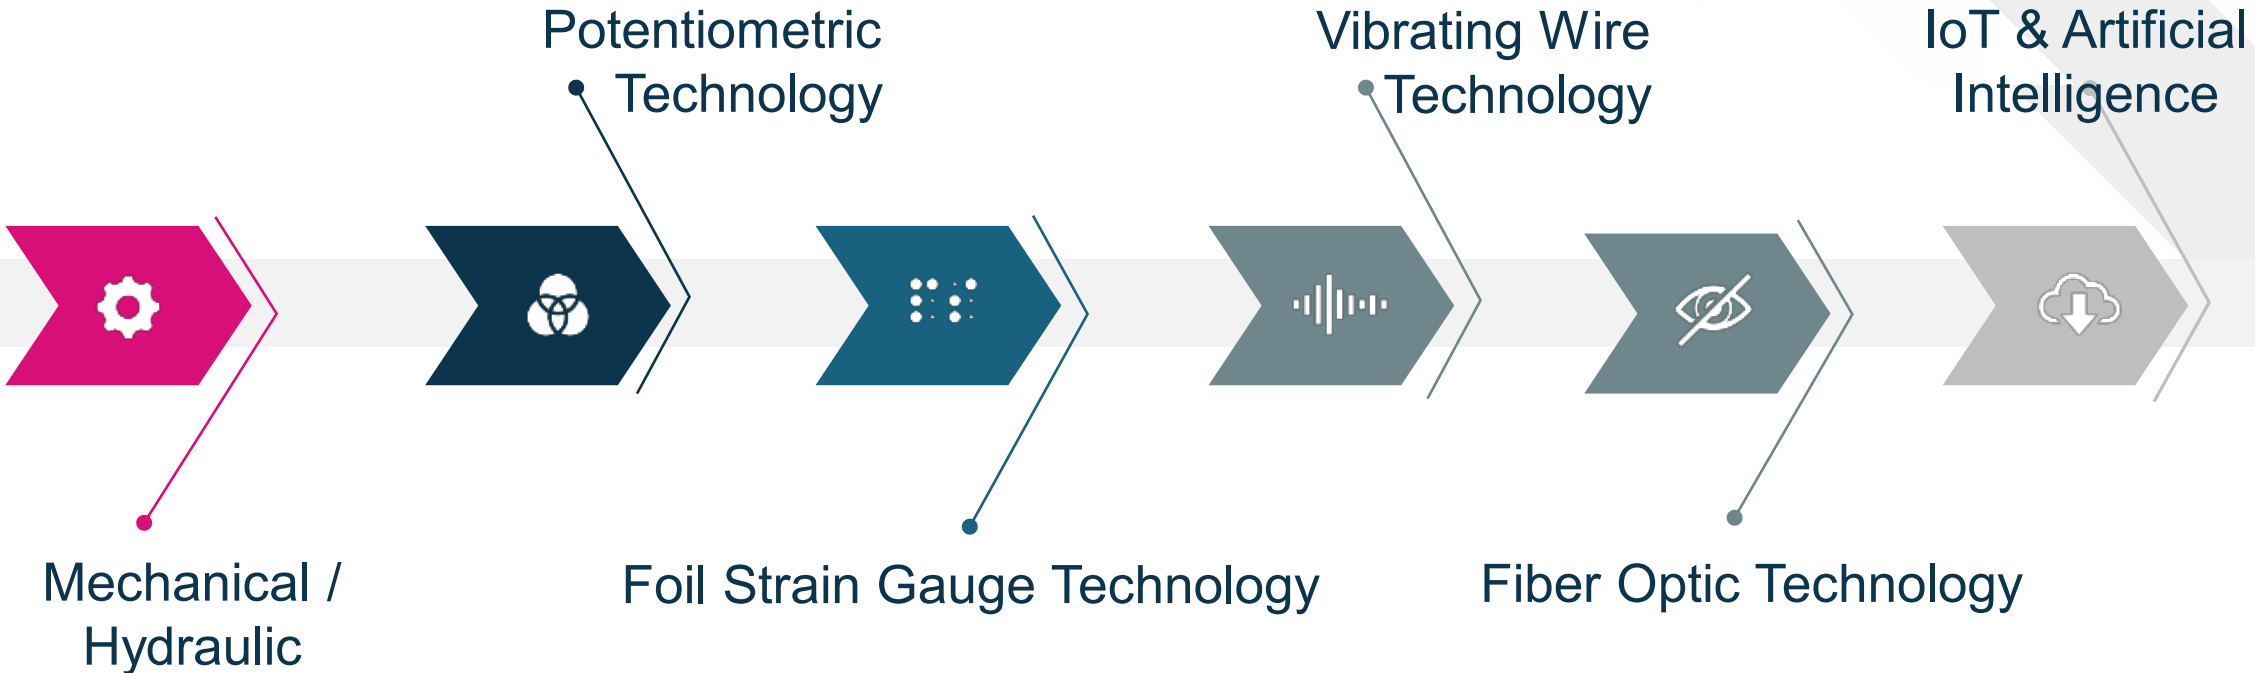 Potentiometric
Technology
Vibrating Wire
Technology
IoT & Artificial
Intelligence
Mechanical /
Hydraulic
Foil Strain Gauge Technology
Fiber Optic Technology